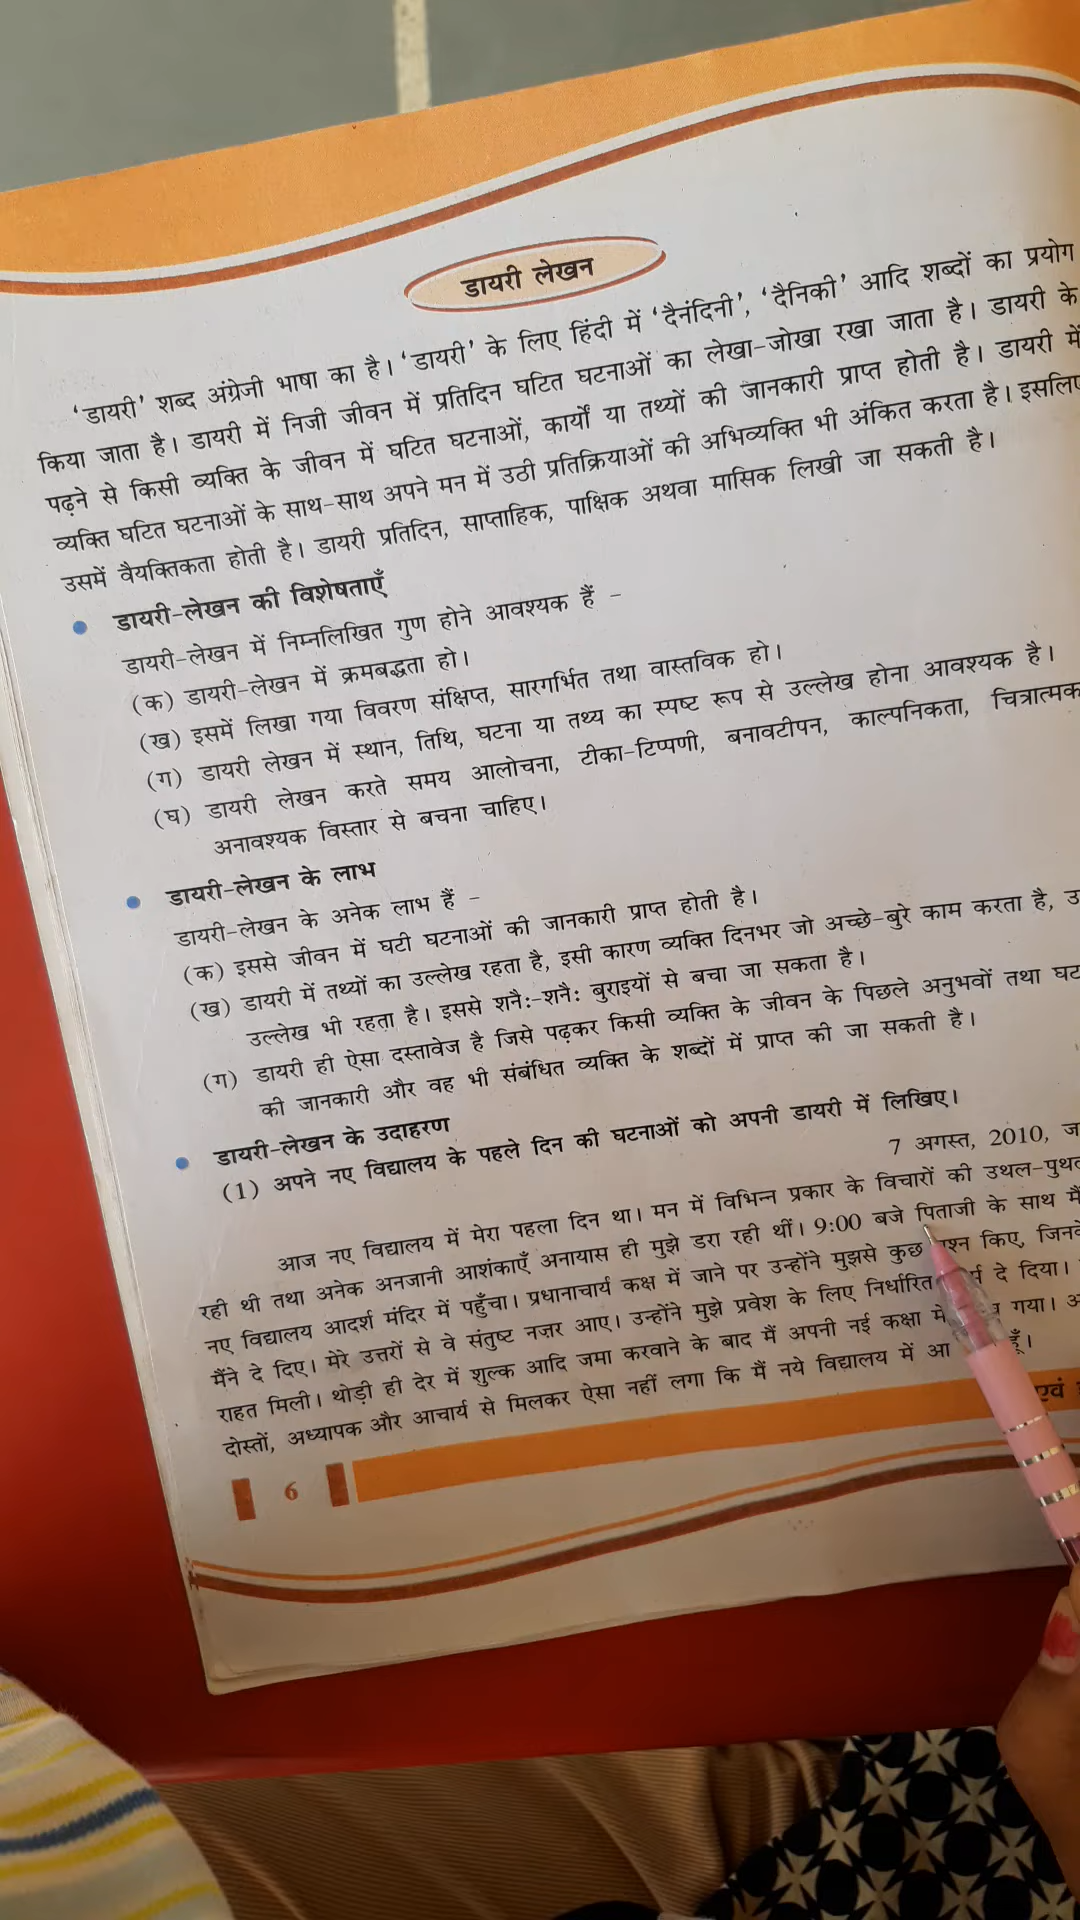 डायरी लेखन
'डायरी' शब्द अंग्रेजी भाषा का है। 'डायरी' के लिए हिंदी में 'दैनंदिनी', 'दैनिकी' आदि शब्दों का प्रयोग
किया जाता है। डायरी में निजी जीवन में प्रतिदिन घटित घटनाओं का लेखा-जोखा रखा जाता है। डायरी के
पढ़ने से किसी व्यक्ति के जीवन में घटित घटनाओं, कार्यों या तथ्यों की जानकारी प्राप्त होती है। डायरी में
व्यक्ति घटित घटनाओं के साथ-साथ अपने मन में उठी प्रतिक्रियाओं की अभिव्यक्ति भी अंकित करता है।
उसमें वैयक्तिकता होती है। डायरी प्रतिदिन, साप्ताहिक, पाक्षिक अथवा मासिक लिखी जा सकती है।
डायरी-लेखन की विशेषताएँ
डायरी-लेखन में निम्नलिखित गुण होने आवश्यक हैं -
(क) डायरी-लेखन में क्रमबद्धता हो।
(ख) इसमें लिखा गया विवरण संक्षिप्त, सारगर्भित तथा वास्तविक हो।
(ग) डायरी लेखन में स्थान, तिथि, घटना या तथ्य का स्पष्ट रूप से उल्लेख होना आवश्यक है।
(घ) डायरी लेखन करते समय आलोचना, टीका-टिप्पणी, बनावटीपन, काल्पनिकता,
अनावश्यक विस्तार से बचना चाहिए।
डायरी-लेखन के लाभ
डायरी-लेखन के अनेक लाभ हैं -
(क) इससे जीवन में घटी घटनाओं की जानकारी प्राप्त होती है।
(ख) डायरी में तथ्यों का उल्लेख रहता है, इसी कारण व्यक्ति दिनभर जो अच्छे-बुरे काम करता है,
उल्लेख भी रहता है। इससे शनैः-शनैः बुराइयों से बचा जा सकता है।
(ग) डायरी ही ऐसा दस्तावेज है जिसे पढ़कर किसी व्यक्ति के जीवन के पिछले अनुभवों तथा
की जानकारी और वह भी संबंधित व्यक्ति के शब्दों में प्राप्त की जा सकती है।
डायरी-लेखन के उदाहरण
(1) अपने नए विद्यालय के पहले दिन की घटनाओं को अपनी डायरी में लिखिए।
7 अगस्त, 2010,
आज नए विद्यालय में मेरा पहला दिन था। मन में विभिन्न प्रकार के विचारों की
रही थी तथा अनेक अनजानी आशंकाएँ अनायास ही मुझे डरा रही थीं। 9:00 बजे पिताजी के साथ मैं
नए विद्यालय आदर्श मंदिर में पहुँचा। प्रधानाचार्य कक्ष में जाने पर उन्होंने मुझसे कुछ किए,
मैंने दे दिए। मेरे उत्तरों से वे संतुष्ट नजर आए। उन्होंने मुझे प्रवेश के लिए निर्धारित दे दिया।
राहत मिली। थोड़ी ही देर में शुल्क आदि जमा करवाने के बाद मैं अपनी नई कक्षा में गया।
दोस्तों, अध्यापक और आचार्य से मिलकर ऐसा नहीं लगा कि मैं नये विद्यालय में आ हूँ।
6
एवं